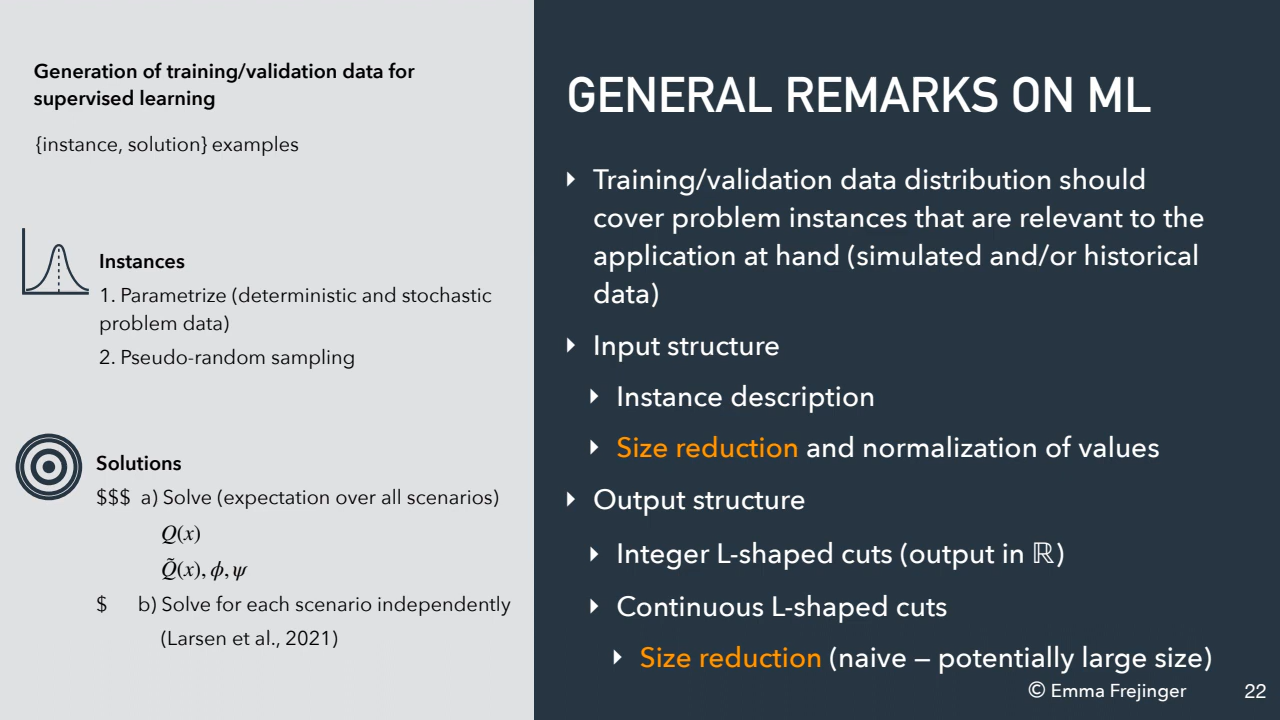 Generation of training/validation data for
supervised learning
{instance, solution} examples
Instances
1. Parametrize (deterministic and stochastic
problem data)
2. Pseudo-random sampling
Solutions
$$$ a) Solve (expectation over all scenarios)
Q(x)
Q̃(x), ϕ, ψ
$ b) Solve for each scenario independently
(Larsen et al., 2021)
GENERAL REMARKS ON ML
‣ Training/validation data distribution should
cover problem instances that are relevant to the
application at hand (simulated and/or historical
data)
‣ Input structure
‣ Instance description
‣ Size reduction and normalization of values
‣ Output structure
‣ Integer L-shaped cuts (output in ℝ)
‣ Continuous L-shaped cuts
‣ Size reduction (naive – potentially large size)
© Emma Frejinger 22